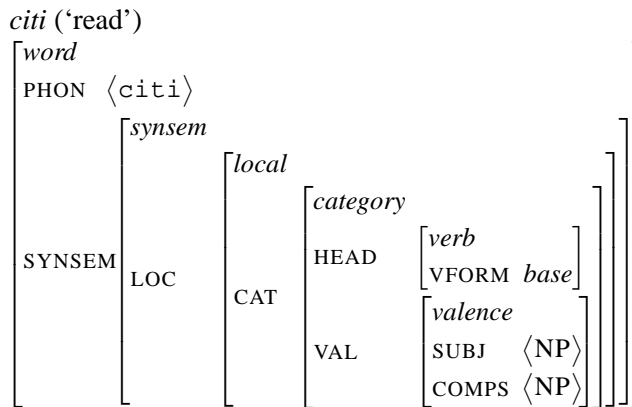 citi (‘read’)
word
PHON ⟨citi⟩
synsem
local
category
HEAD verb
VFORM base
SYNSEM LOC CAT VAL valence
SUBJ ⟨NP⟩
COMPS ⟨NP⟩